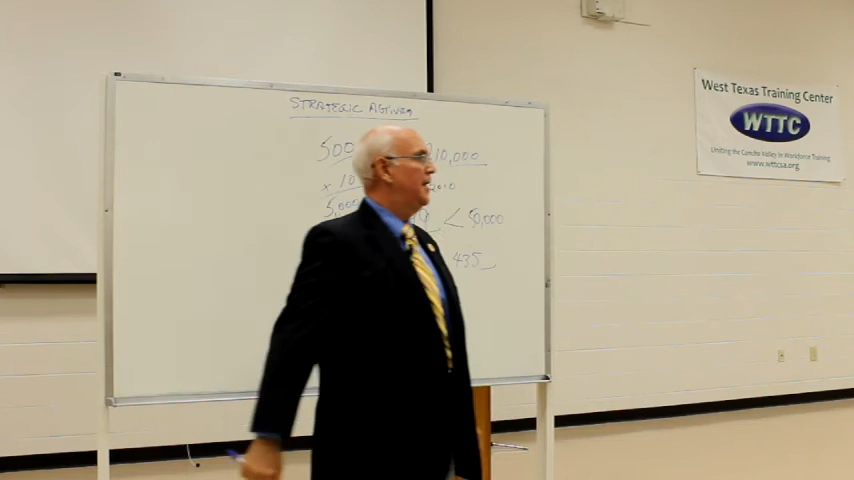 STRATEGIC
500 10,000
x 10 2010
5,000 < 50,000
435
West Texas Training Center
WTTC
Uniting the Concho Valley in Workforce Training
www.wttcsa.org